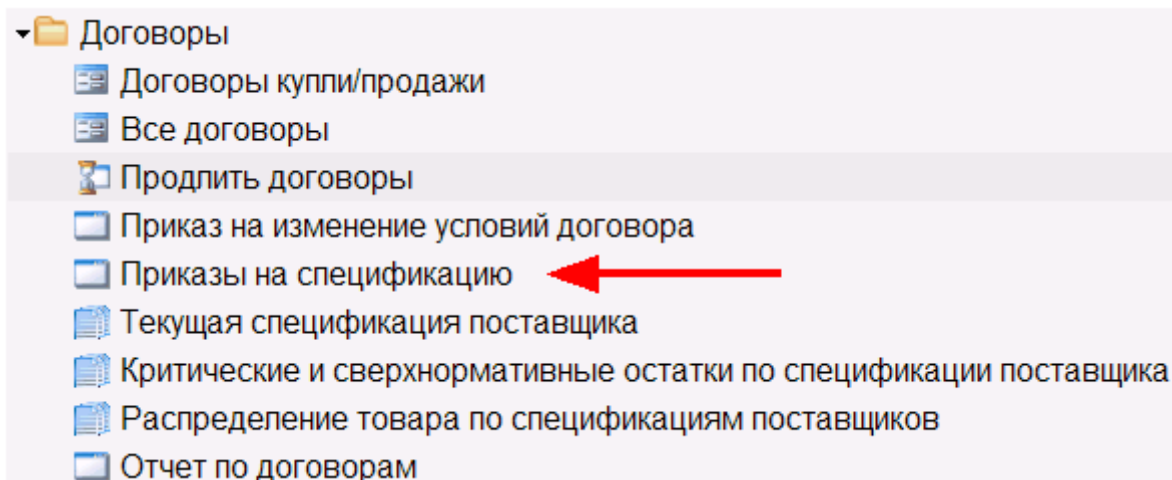 Договоры
Договоры купли/продажи
Все договоры
Продлить договоры
Приказ на изменение условий договора
Приказы на спецификацию
Текущая спецификация поставщика
Критические и сверхнормативные остатки по спецификации поставщика
Распределение товара по спецификациям поставщиков
Отчет по договорам